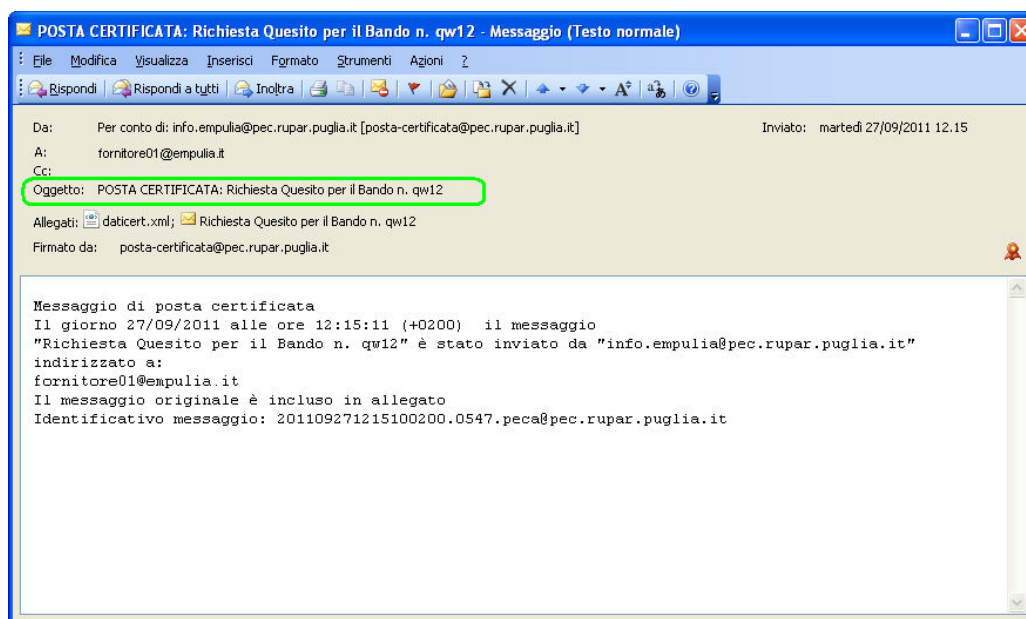 POSTA CERTIFICATA: Richiesta Quesito per il Bando n. qw12 - Messaggio (Testo normale)
File Modifica Visualizza Inserisci Formato Strumenti Azioni ?
Rispondi Rispondi a tutti Inoltra
Da: Per conto di: info.empulia@pec.rupar.puglia.it [posta-certificata@pec.rupar.puglia.it] Inviato: martedì 27/09/2011 12.15
A: fornitore01@empulia.it
Cc:
Oggetto: POSTA CERTIFICATA: Richiesta Quesito per il Bando n. qw12
Allegati: daticert.xml; Richiesta Quesito per il Bando n. qw12
Firmato da: posta-certificata@pec.rupar.puglia.it
Messaggio di posta certificata
Il giorno 27/09/2011 alle ore 12:15:11 (+0200) il messaggio
"Richiesta Quesito per il Bando n. qw12" è stato inviato da "info.empulia@pec.rupar.puglia.it"
indirizzato a:
fornitore01@empulia.it
Il messaggio originale è incluso in allegato
Identificativo messaggio: 201109271215100200.0547.peca@pec.rupar.puglia.it